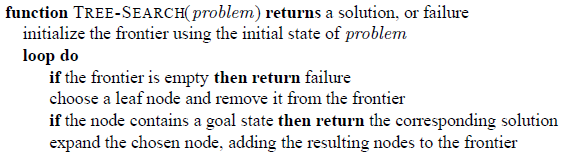 function TREE-SEARCH(problem) returns a solution, or failure
initialize the frontier using the initial state of problem
loop do
if the frontier is empty then return failure
choose a leaf node and remove it from the frontier
if the node contains a goal state then return the corresponding solution
expand the chosen node, adding the resulting nodes to the frontier